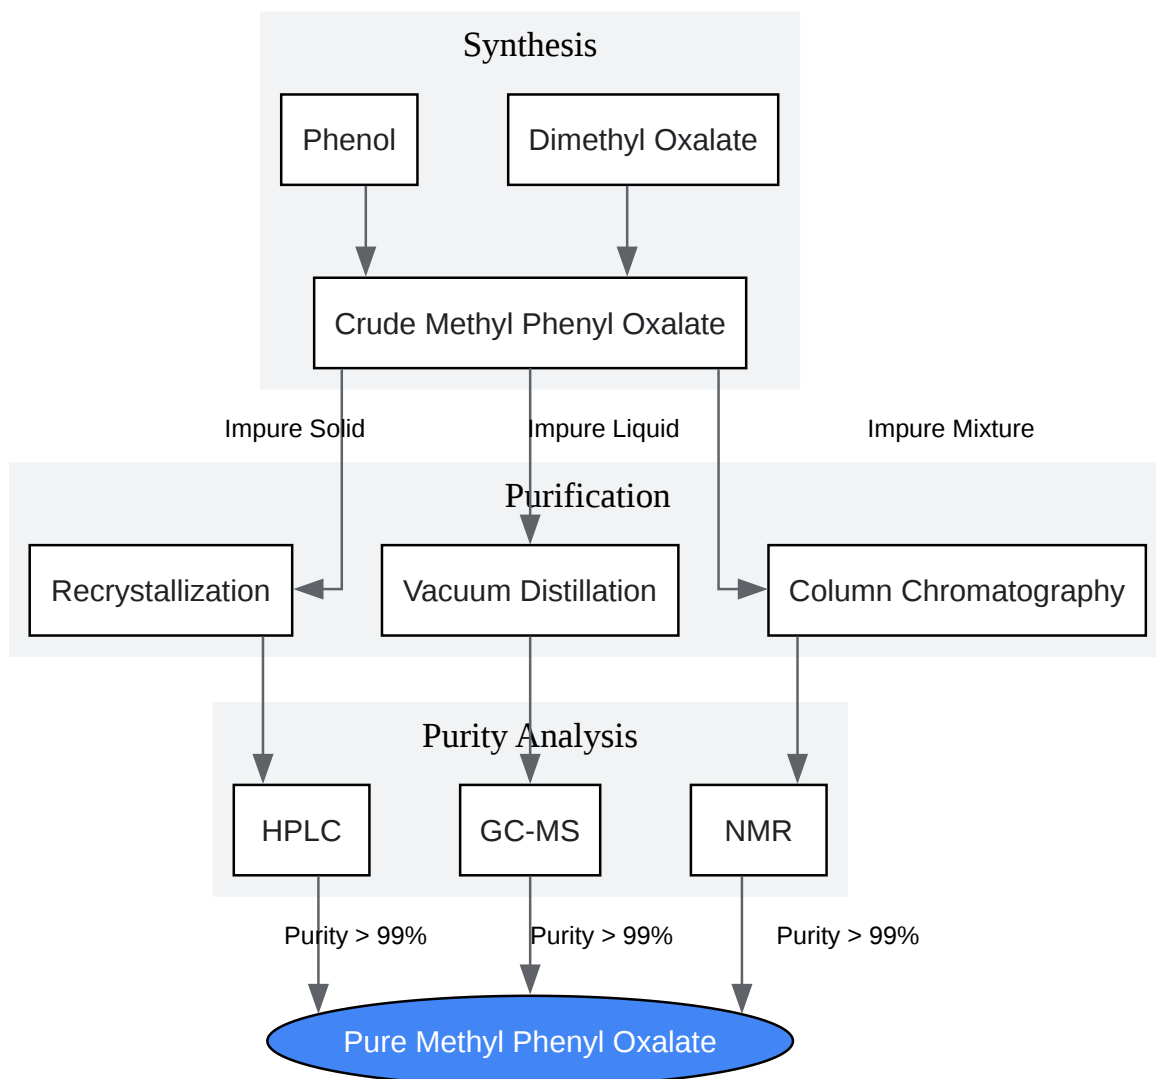 Synthesis
Phenol
Dimethyl Oxalate
Crude Methyl Phenyl Oxalate
Impure Solid
Impure Liquid
Impure Mixture
Purification
Recrystallization
Vacuum Distillation
Column Chromatography
Purity Analysis
HPLC
GC-MS
NMR
Purity > 99%
Purity > 99%
Purity > 99%
Pure Methyl Phenyl Oxalate